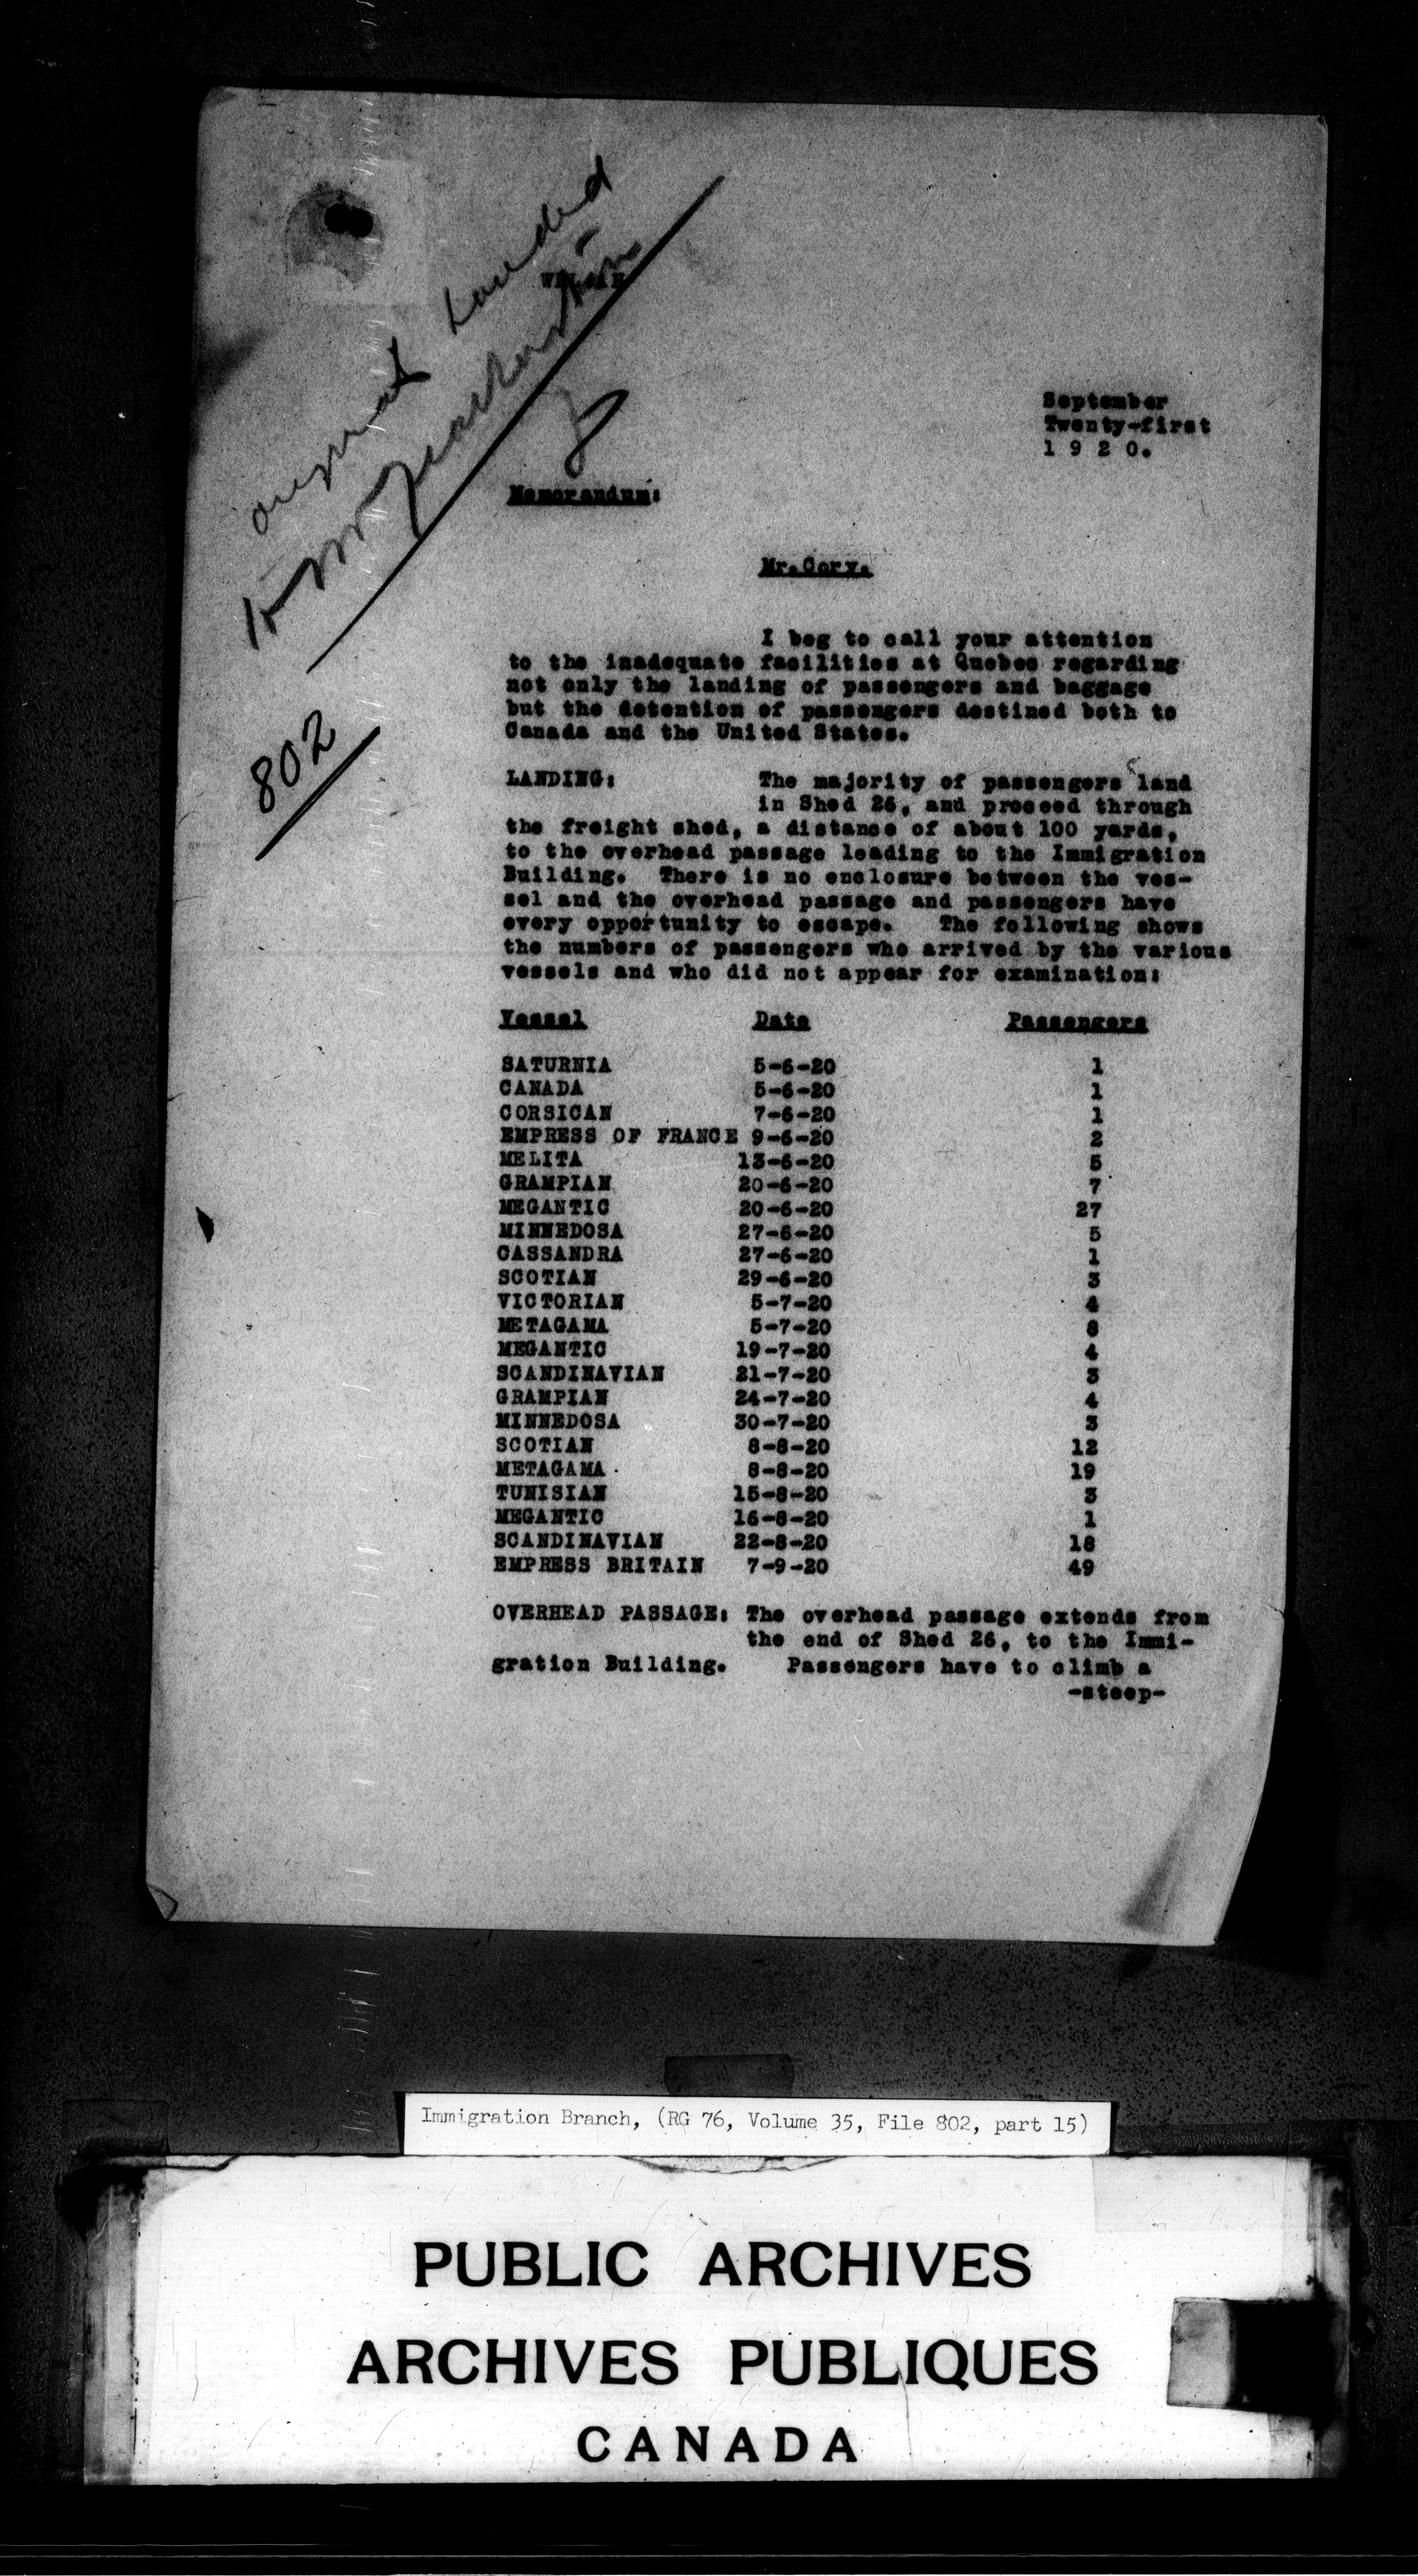 landed
to Mr
802
September
Twenty-first
1 9 2 0.
Memorandum:
Mr. Cory.
I beg to call your attention
to the inadequate facilities at Quebec regarding
not only the landing of passengers and baggage
but the detention of passengers destined both to
Canada and the United States.
LANDING: The majority of passengers land
in Shed 26, and proceed through
the freight shed, a distance of about 100 yards,
to the overhead passage leading to the Immigration
Building. There is no enclosure between the ves-
sel and the overhead passage and passengers have
every opportunity to escape. The following shows
the numbers of passengers who arrived by the various
vessels and who did not appear for examination:
Vessel Date Passengers
SATURNIA 5-6-20 1
CANADA 5-6-20 1
CORSICAN 7-6-20 1
EMPRESS OF FRANCE 9-6-20 2
MELITA 13-6-20 5
GRAMPIAN 20-6-20 7
MEGANTIC 20-6-20 27
MINNEDOSA 27-6-20 5
CASSANDRA 27-6-20 1
SCOTIAN 29-6-20 3
VICTORIAN 5-7-20 4
METAGAMA 5-7-20 8
MEGANTIC 19-7-20 4
SCANDINAVIAN 21-7-20 3
GRAMPIAN 24-7-20 4
MINNEDOSA 30-7-20 3
SCOTIAN 8-8-20 12
METAGAMA 8-8-20 19
TUNISIAN 15-8-20 3
MEGANTIC 16-8-20 1
SCANDINAVIAN 22-8-20 18
EMPRESS BRITAIN 7-9-20 49
OVERHEAD PASSAGE: The overhead passage extends from
the end of Shed 26, to the Immi-
gration Building. Passengers have to climb a
-steep-
Immigration Branch, (RG 76, Volume 35, File 802, part 15)
PUBLIC ARCHIVES
ARCHIVES PUBLIQUES
CANADA